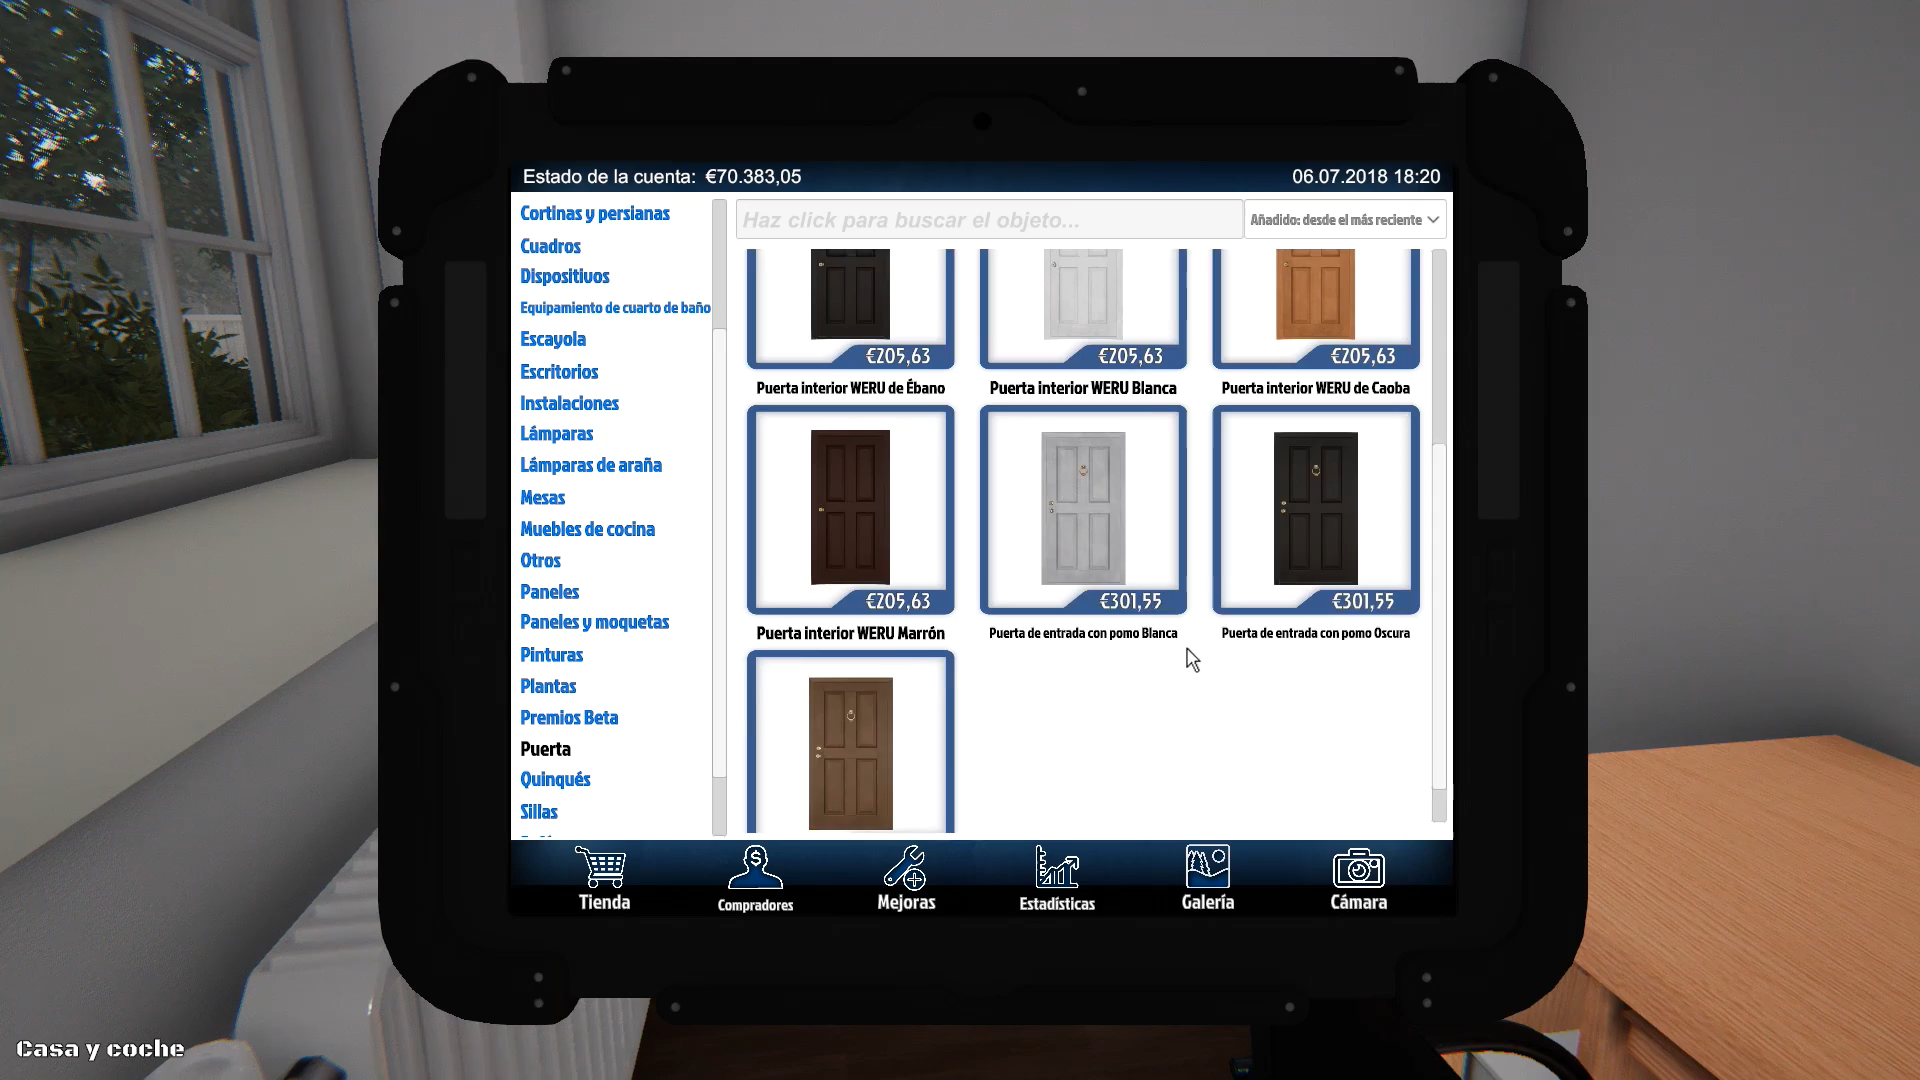 Estado de la cuenta: €70.383,05
06.07.2018 18:20
Haz click para buscar el objeto...
Añadido: desde el más reciente
Cortinas y persianas
Cuadros
Dispositivos
Equipamiento de cuarto de baño
Escayola
Escritorios
Instalaciones
Lámparas
Lámparas de araña
Mesas
Muebles de cocina
Otros
Paneles
Paneles y moquetas
Pinturas
Plantas
Premios Beta
Puerta
Quinqués
Sillas
€205,63
€205,63
€205,63
Puerta interior WERU de Ébano
Puerta interior WERU Blanca
Puerta interior WERU de Caoba
€205,63
€301,55
€301,55
Puerta interior WERU Marrón
Puerta de entrada con pomo Blanca
Puerta de entrada con pomo Oscura
Tienda
Compradores
Mejoras
Estadísticas
Galería
Cámara
Casa y coche